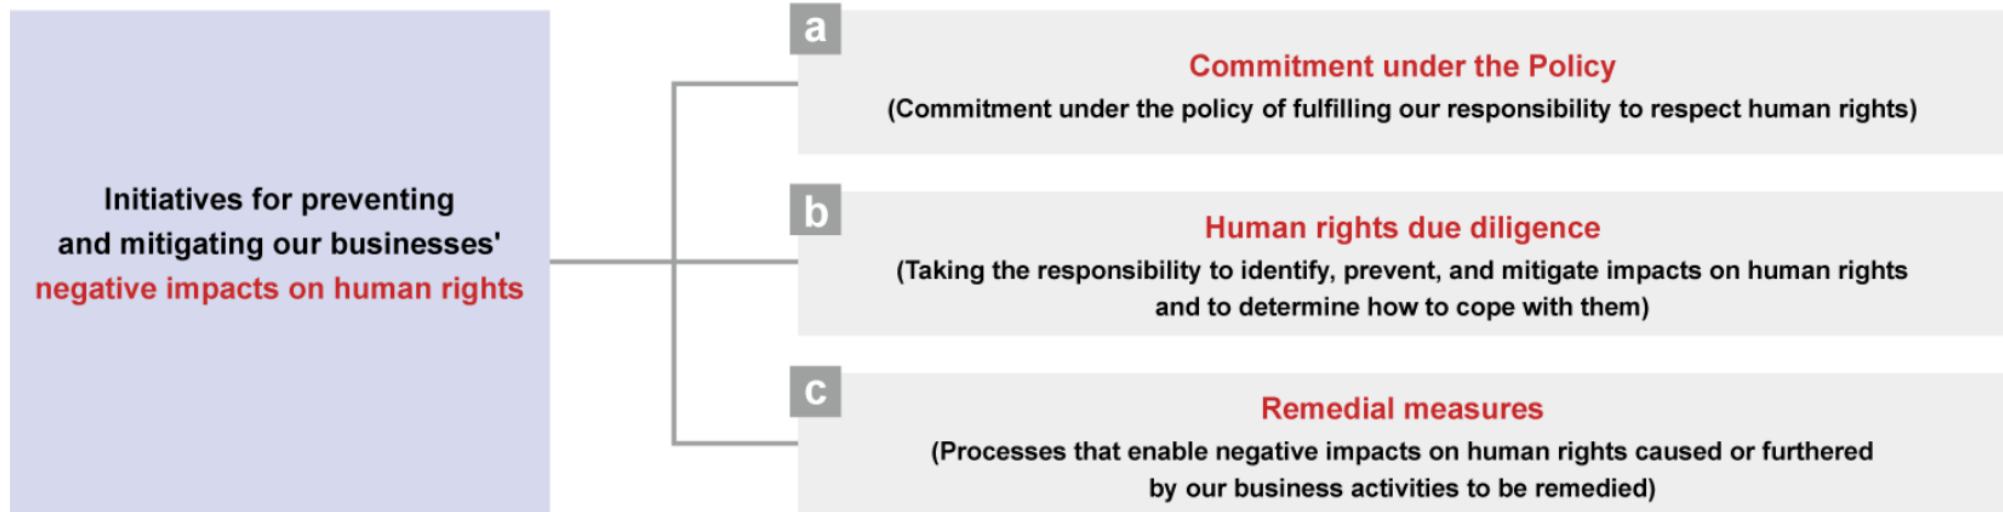 Initiatives for preventing
and mitigating our businesses'
negative impacts on human rights
a
Commitment under the Policy
(Commitment under the policy of fulfilling our responsibility to respect human rights)
b
Human rights due diligence
(Taking the responsibility to identify, prevent, and mitigate impacts on human rights
and to determine how to cope with them)
c
Remedial measures
(Processes that enable negative impacts on human rights caused or furthered
by our business activities to be remedied)